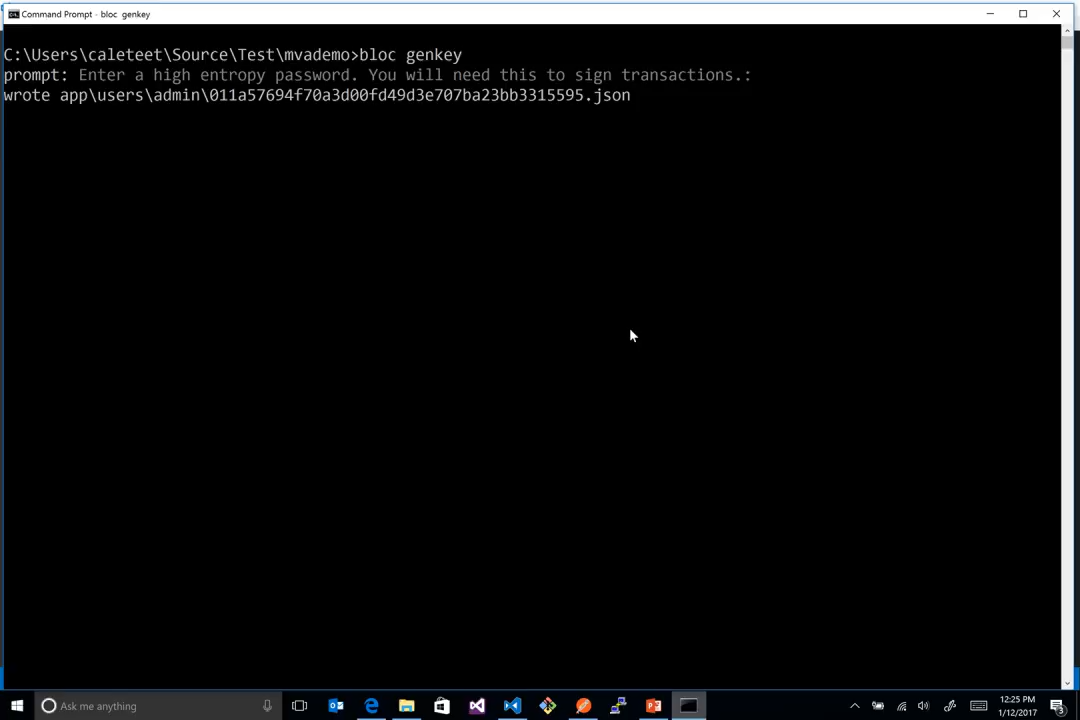 Command Prompt - bloc  genkey
C:\Users\caleteet\Source\Test\mvademo>bloc genkey
prompt: Enter a high entropy password. You will need this to sign transactions.:
wrote app\users\admin\011a57694f70a3d00fd49d3e707ba23bb3315595.json
Ask me anything
12:25 PM
1/12/2017
3